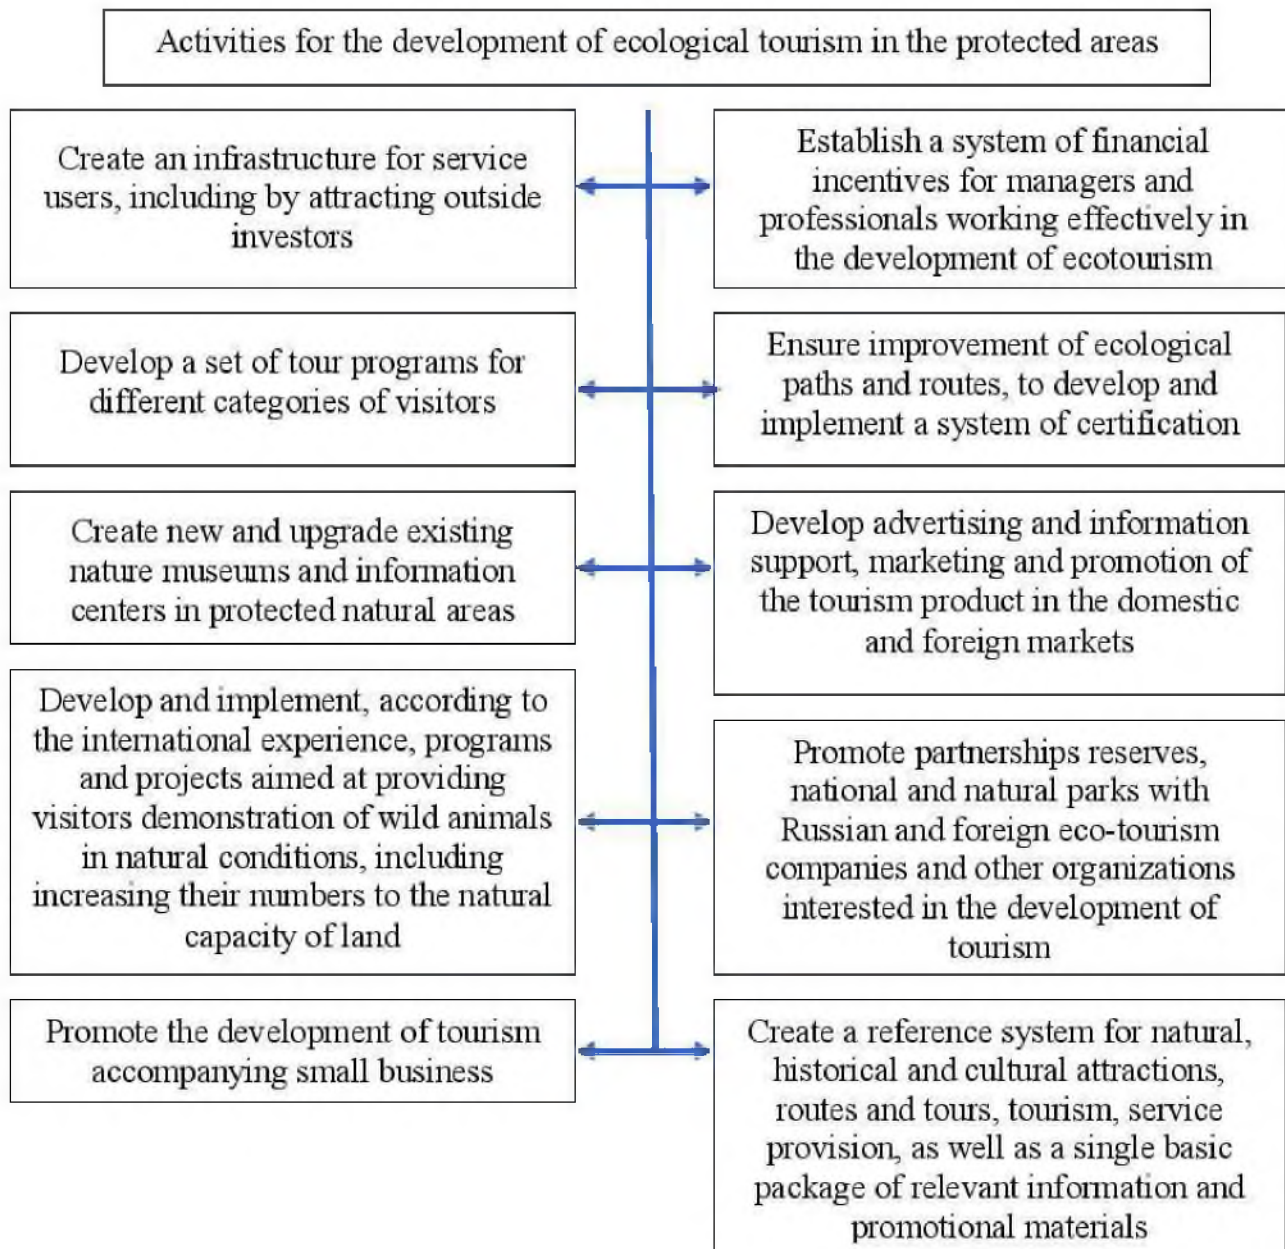 Activities for the development of ecological tourism in the protected areas
Create an infrastructure for service
users, including by attracting outside
investors
Establish a system of financial
incentives for managers and
professionals working effectively in
the development of ecotourism
Develop a set of tour programs for
different categories of visitors
Ensure improvement of ecological
paths and routes, to develop and
implement a system of certification
Create new and upgrade existing
nature museums and information
centers in protected natural areas
Develop advertising and information
support, marketing and promotion of
the tourism product in the domestic
and foreign markets
Develop and implement, according to
the international experience, programs
and projects aimed at providing
visitors demonstration of wild animals
in natural conditions, including
increasing their numbers to the natural
capacity of land
Promote partnerships reserves,
national and natural parks with
Russian and foreign eco-tourism
companies and other organizations
interested in the development of
tourism
Promote the development of tourism
accompanying small business
Create a reference system for natural,
historical and cultural attractions,
routes and tours, tourism, service
provision, as well as a single basic
package of relevant information and
promotional materials